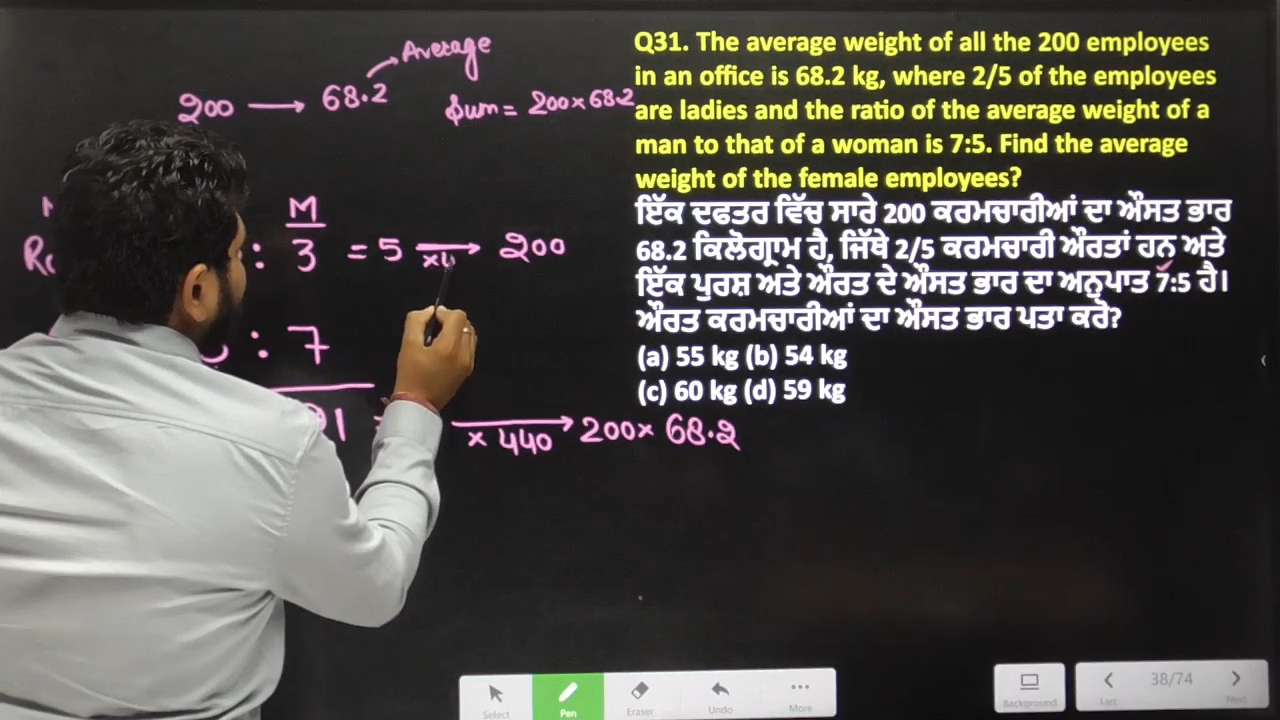 Average
200 → 68.2
Sum = 200 x 68.2
Q31. The average weight of all the 200 employees
in an office is 68.2 kg, where 2/5 of the employees
are ladies and the ratio of the average weight of a
man to that of a woman is 7:5. Find the average
weight of the female employees?
ਇੱਕ ਦਫਤਰ ਵਿੱਚ ਸਾਰੇ 200 ਕਰਮਚਾਰੀਆਂ ਦਾ ਔਸਤ ਭਾਰ
68.2 ਕਿਲੋਗ੍ਰਾਮ ਹੈ, ਜਿੱਥੇ 2/5 ਕਰਮਚਾਰੀ ਔਰਤਾਂ ਹਨ ਅਤੇ
ਇੱਕ ਪੁਰਸ਼ ਅਤੇ ਔਰਤ ਦੇ ਔਸਤ ਭਾਰ ਦਾ ਅਨੁਪਾਤ 7:5 ਹੈ।
ਔਰਤ ਕਰਮਚਾਰੀਆਂ ਦਾ ਔਸਤ ਭਾਰ ਪਤਾ ਕਰੋ?
(a) 55 kg (b) 54 kg
(c) 60 kg (d) 59 kg
M
: 3 = 5 → 200
: 7
x 440 → 200 x 68.2
Select Pen Eraser Undo More
Background
Last 38/74 Next